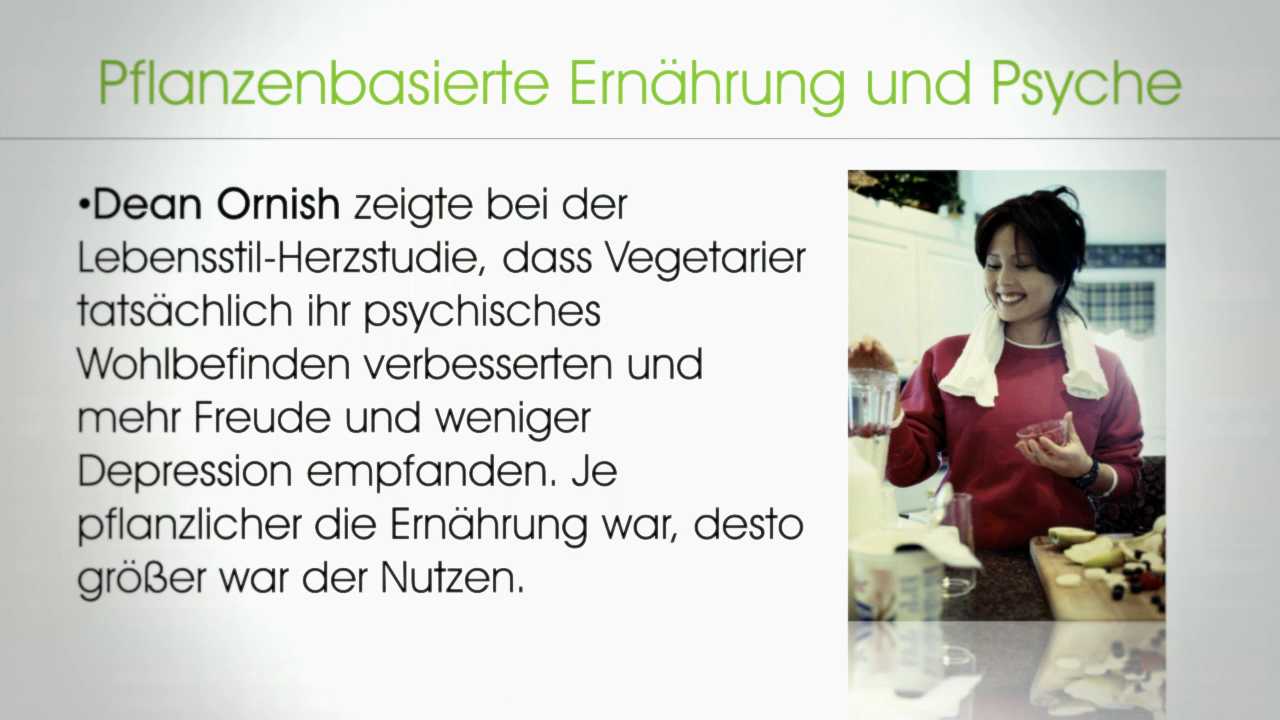 Pflanzenbasierte Ernährung und Psyche
•Dean Ornish zeigte bei der
Lebensstil-Herzstudie, dass Vegetarier
tatsächlich ihr psychisches
Wohlbefinden verbesserten und
mehr Freude und weniger
Depression empfanden. Je
pflanzlicher die Ernährung war, desto
größer war der Nutzen.